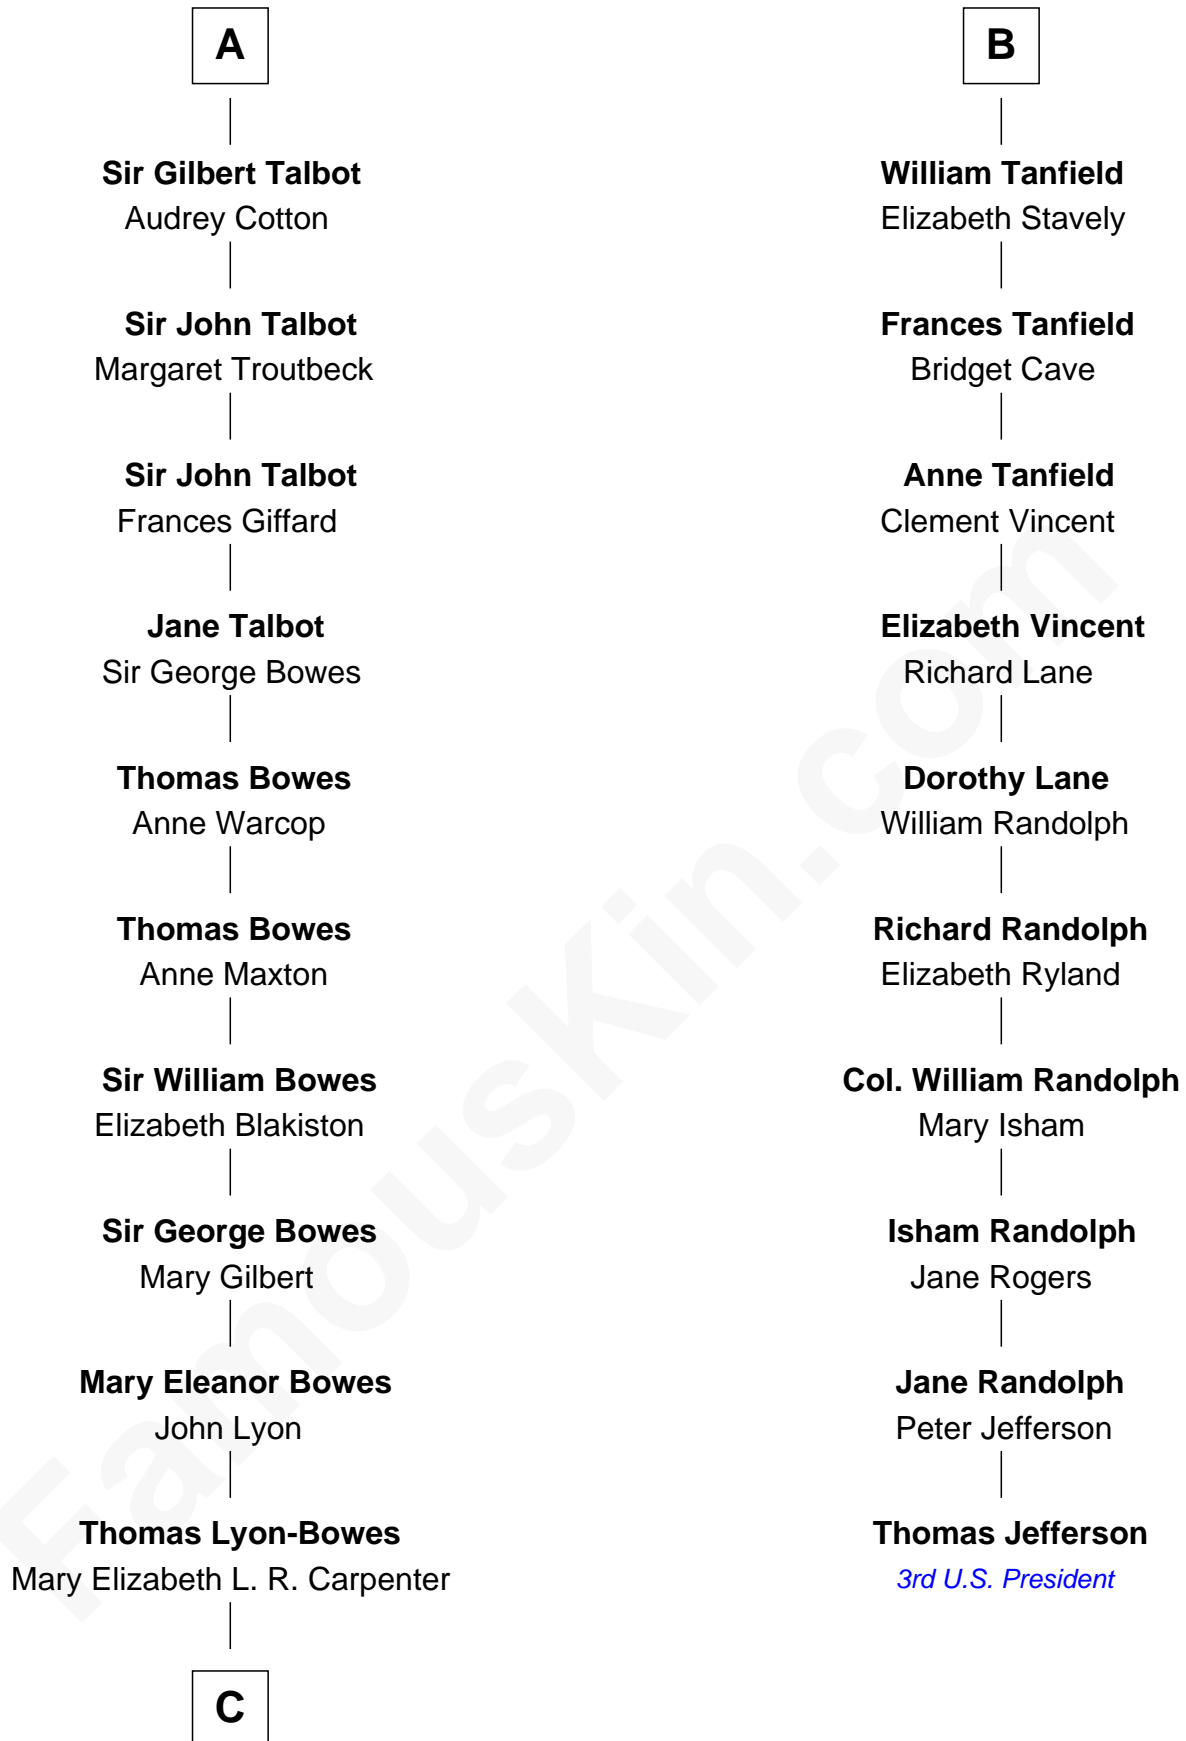 A
Sir Gilbert Talbot
Audrey Cotton
Sir John Talbot
Margaret Troutbeck
Sir John Talbot
Frances Giffard
Jane Talbot
Sir George Bowes
Thomas Bowes
Anne Warcop
Thomas Bowes
Anne Maxton
Sir William Bowes
Elizabeth Blakiston
Sir George Bowes
Mary Gilbert
Mary Eleanor Bowes
John Lyon
Thomas Lyon-Bowes
Mary Elizabeth L. R. Carpenter
C
B
William Tanfield
Elizabeth Stavely
Frances Tanfield
Bridget Cave
Anne Tanfield
Clement Vincent
Elizabeth Vincent
Richard Lane
Dorothy Lane
William Randolph
Richard Randolph
Elizabeth Ryland
Col. William Randolph
Mary Isham
Isham Randolph
Jane Rogers
Jane Randolph
Peter Jefferson
Thomas Jefferson
3rd U.S. President
FamousKin.com